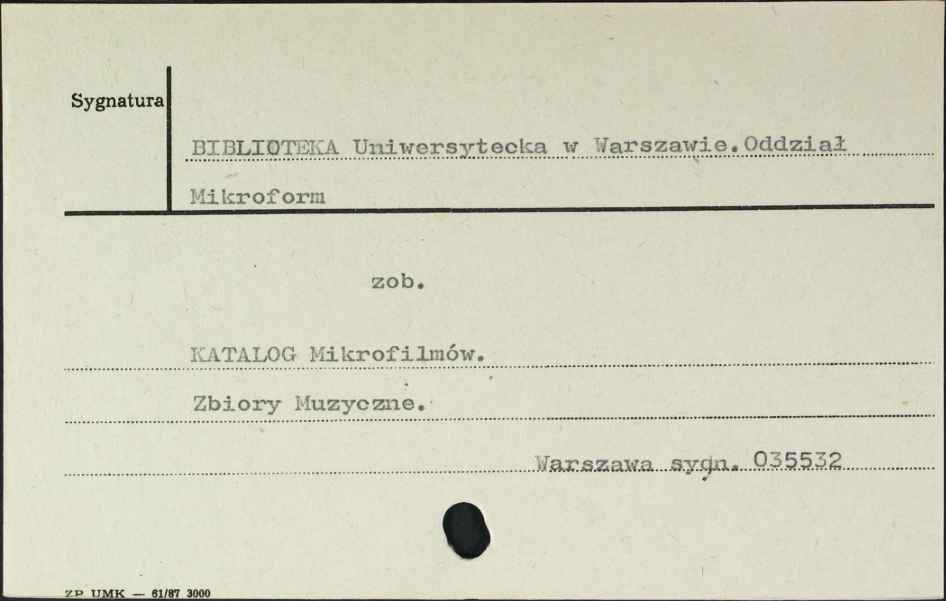 Sygnatura
BIBLIOTEKA Uniwersytecka w Warszawie.Oddział
Mikroform
zob.
KATALOG Mikrofilmów.
Zbiory Muzyczne.
Warszawa sygn. 035532
ZP UMK — 61/87 3000